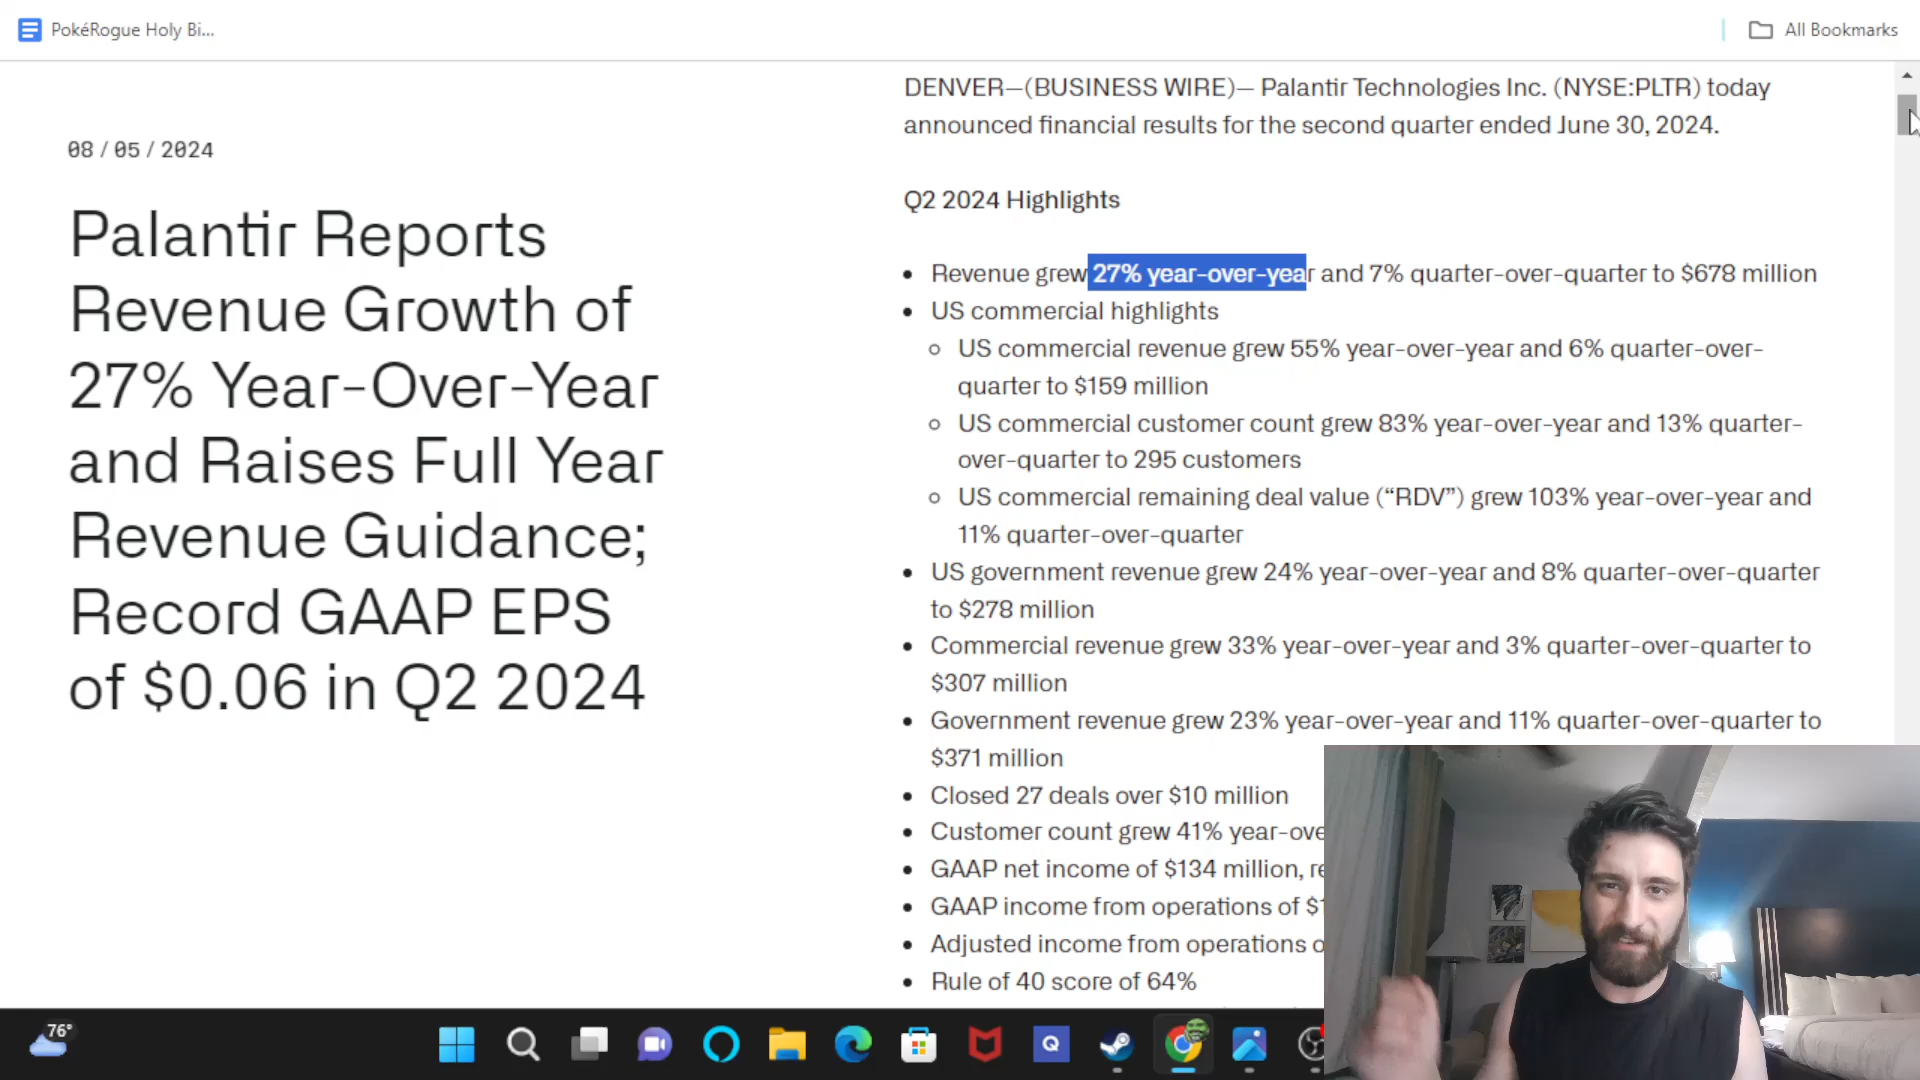 PokéRogue Holy Bi...
All Bookmarks
08 / 05 / 2024
Palantir Reports
Revenue Growth of
27% Year-Over-Year
and Raises Full Year
Revenue Guidance;
Record GAAP EPS
of $0.06 in Q2 2024
DENVER—(BUSINESS WIRE)— Palantir Technologies Inc. (NYSE:PLTR) today
announced financial results for the second quarter ended June 30, 2024.
Q2 2024 Highlights
• Revenue grew 27% year-over-year and 7% quarter-over-quarter to $678 million
• US commercial highlights
○ US commercial revenue grew 55% year-over-year and 6% quarter-over-
quarter to $159 million
○ US commercial customer count grew 83% year-over-year and 13% quarter-
over-quarter to 295 customers
○ US commercial remaining deal value (“RDV”) grew 103% year-over-year and
11% quarter-over-quarter
• US government revenue grew 24% year-over-year and 8% quarter-over-quarter
to $278 million
• Commercial revenue grew 33% year-over-year and 3% quarter-over-quarter to
$307 million
• Government revenue grew 23% year-over-year and 11% quarter-over-quarter to
$371 million
• Closed 27 deals over $10 million
• Customer count grew 41% year-ove
• GAAP net income of $134 million, re
• GAAP income from operations of $1
• Adjusted income from operations o
• Rule of 40 score of 64%
76°
Q